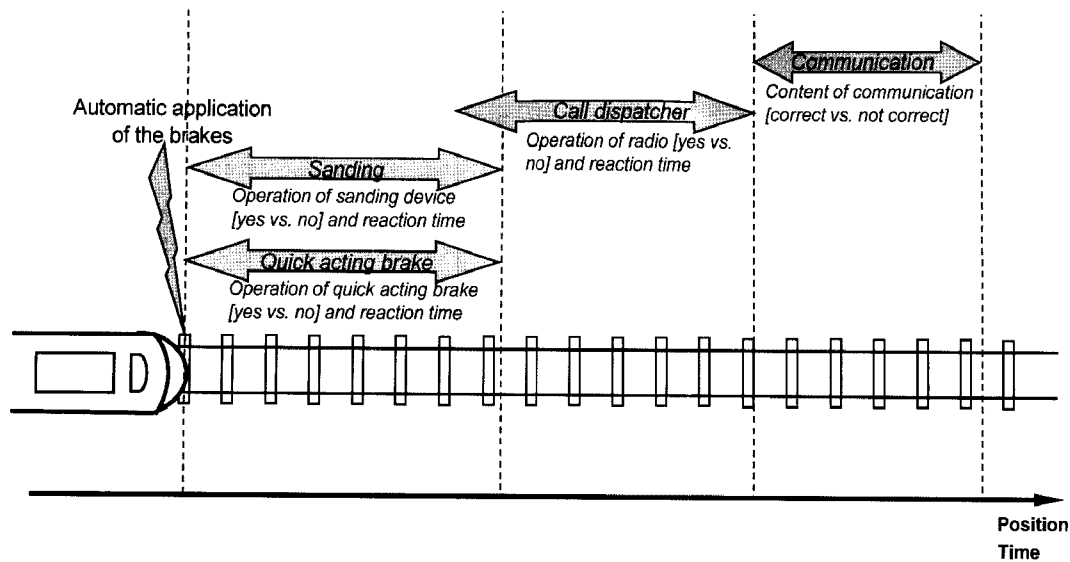 Automatic application
of the brakes
Sanding
Operation of sanding device
[yes vs. no] and reaction time
Quick acting brake
Operation of quick acting brake
[yes vs. no] and reaction time
Call dispatcher
Operation of radio [yes vs.
no] and reaction time
Communication
Content of communication
[correct vs. not correct]
Position
Time